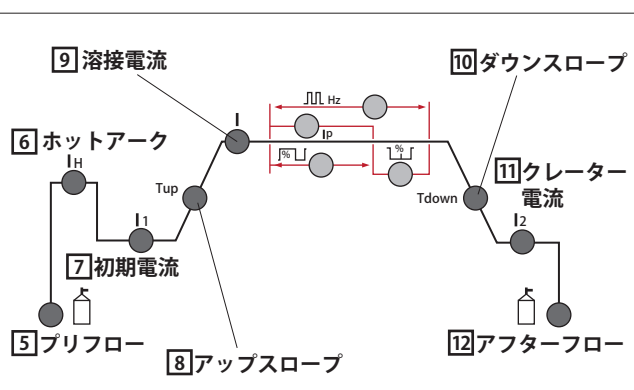 9 溶接電流
10 ダウンスロープ
Hz
I
6 ホットアーク
IP
IH
%
%
11 クレーター
電流
Tup
Tdown
I1
I2
7 初期電流
5 プリフロー
12 アフターフロー
8 アップスロープ